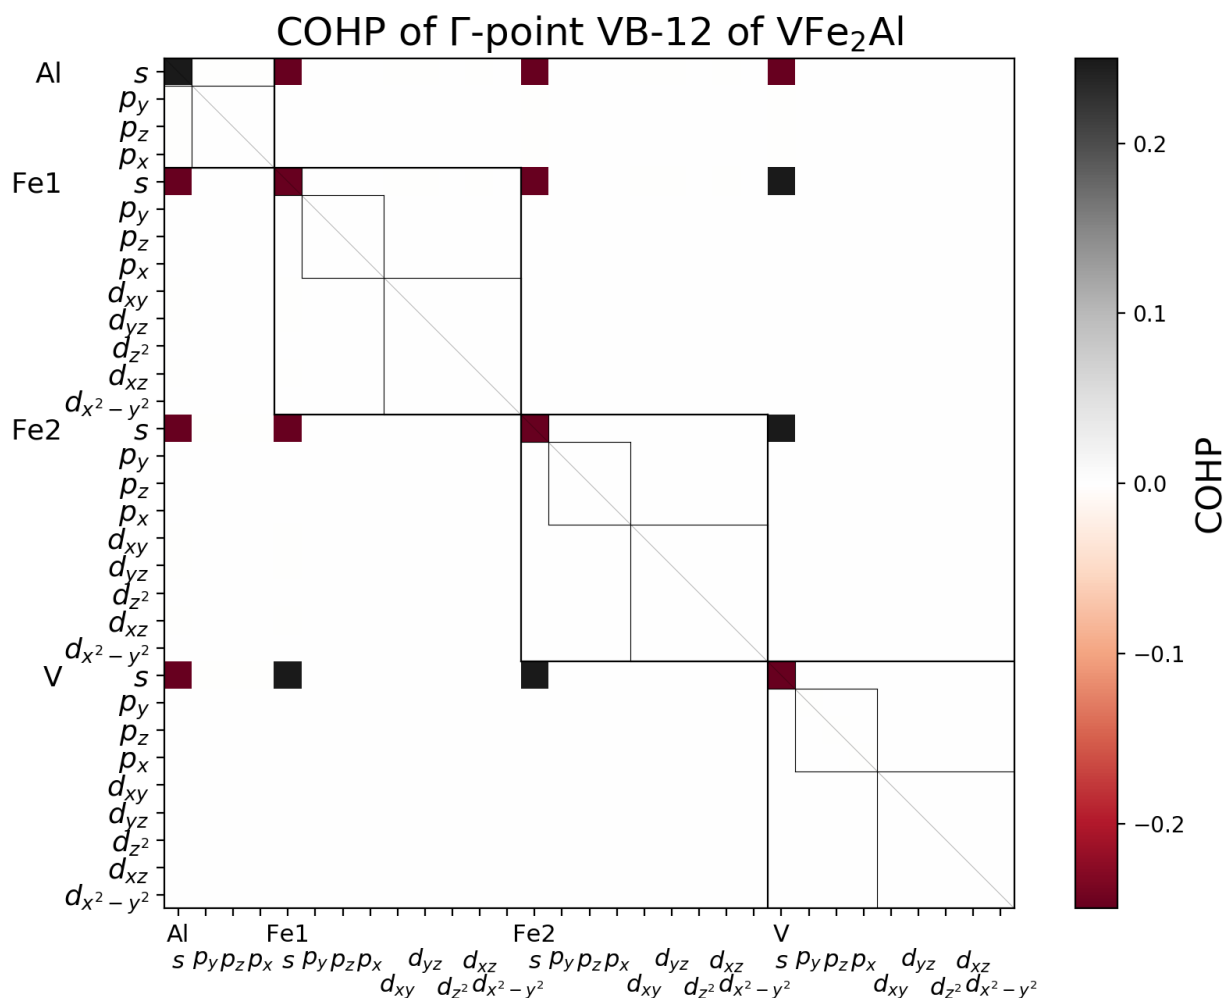 COHP of Γ-point VB-12 of VFe₂Al
Al s
p_y
p_z
p_x
Fe1 s
p_y
p_z
p_x
d_xy
d_yz
d_z²
d_xz
d_x²−y²
Fe2 s
p_y
p_z
p_x
d_xy
d_yz
d_z²
d_xz
d_x²−y²
V s
p_y
p_z
p_x
d_xy
d_yz
d_z²
d_xz
d_x²−y²
Al Fe1 Fe2 V
s p_y p_z p_x s p_y p_z p_x d_yz d_xz s p_y p_z p_x d_yz d_xz s p_y p_z p_x d_yz d_xz
d_xy d_z² d_x²−y² d_xy d_z² d_x²−y² d_xy d_z² d_x²−y²
0.2
0.1
0.0
−0.1
−0.2
COHP